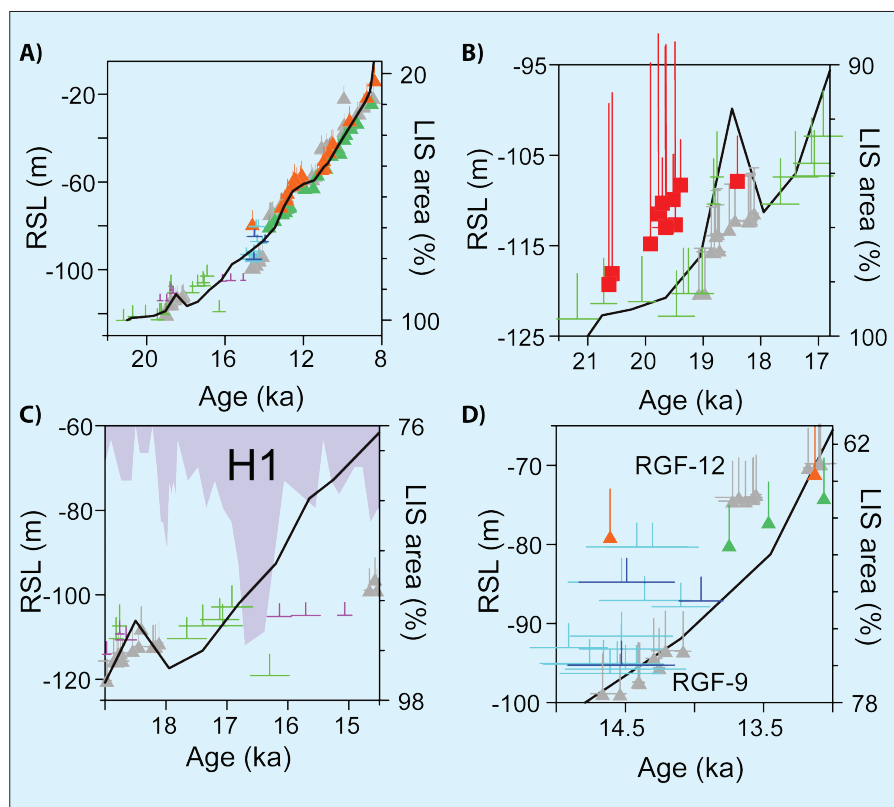 A)
-20
-60
-100
RSL (m)
20
100
LIS area (%)
20 16 12 8
Age (ka)
B)
-95
-105
-115
-125
RSL (m)
90
100
LIS area (%)
21 20 19 18 17
Age (ka)
C)
-60
-80
-100
-120
RSL (m)
H1
76
98
LIS area (%)
18 17 16 15
Age (ka)
D)
-70
-80
-90
-100
RSL (m)
RGF-12
RGF-9
62
78
LIS area (%)
14.5 13.5
Age (ka)